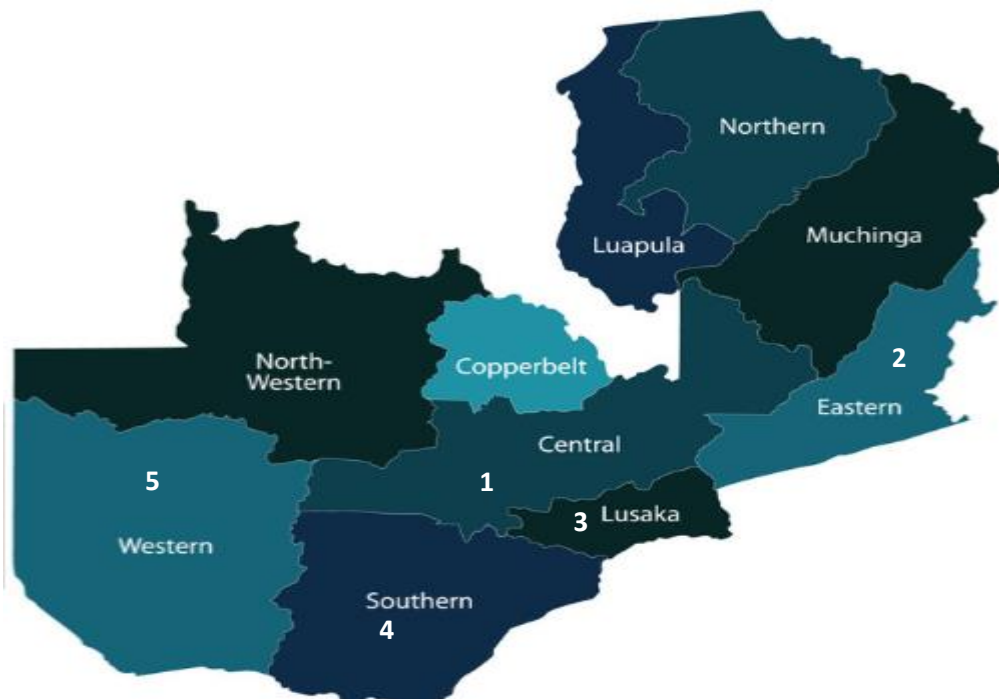 Northern
Muchinga
Luapula
2
North-
Western
Copperbelt
Eastern
Central
5
1
3
Lusaka
Western
Southern
4